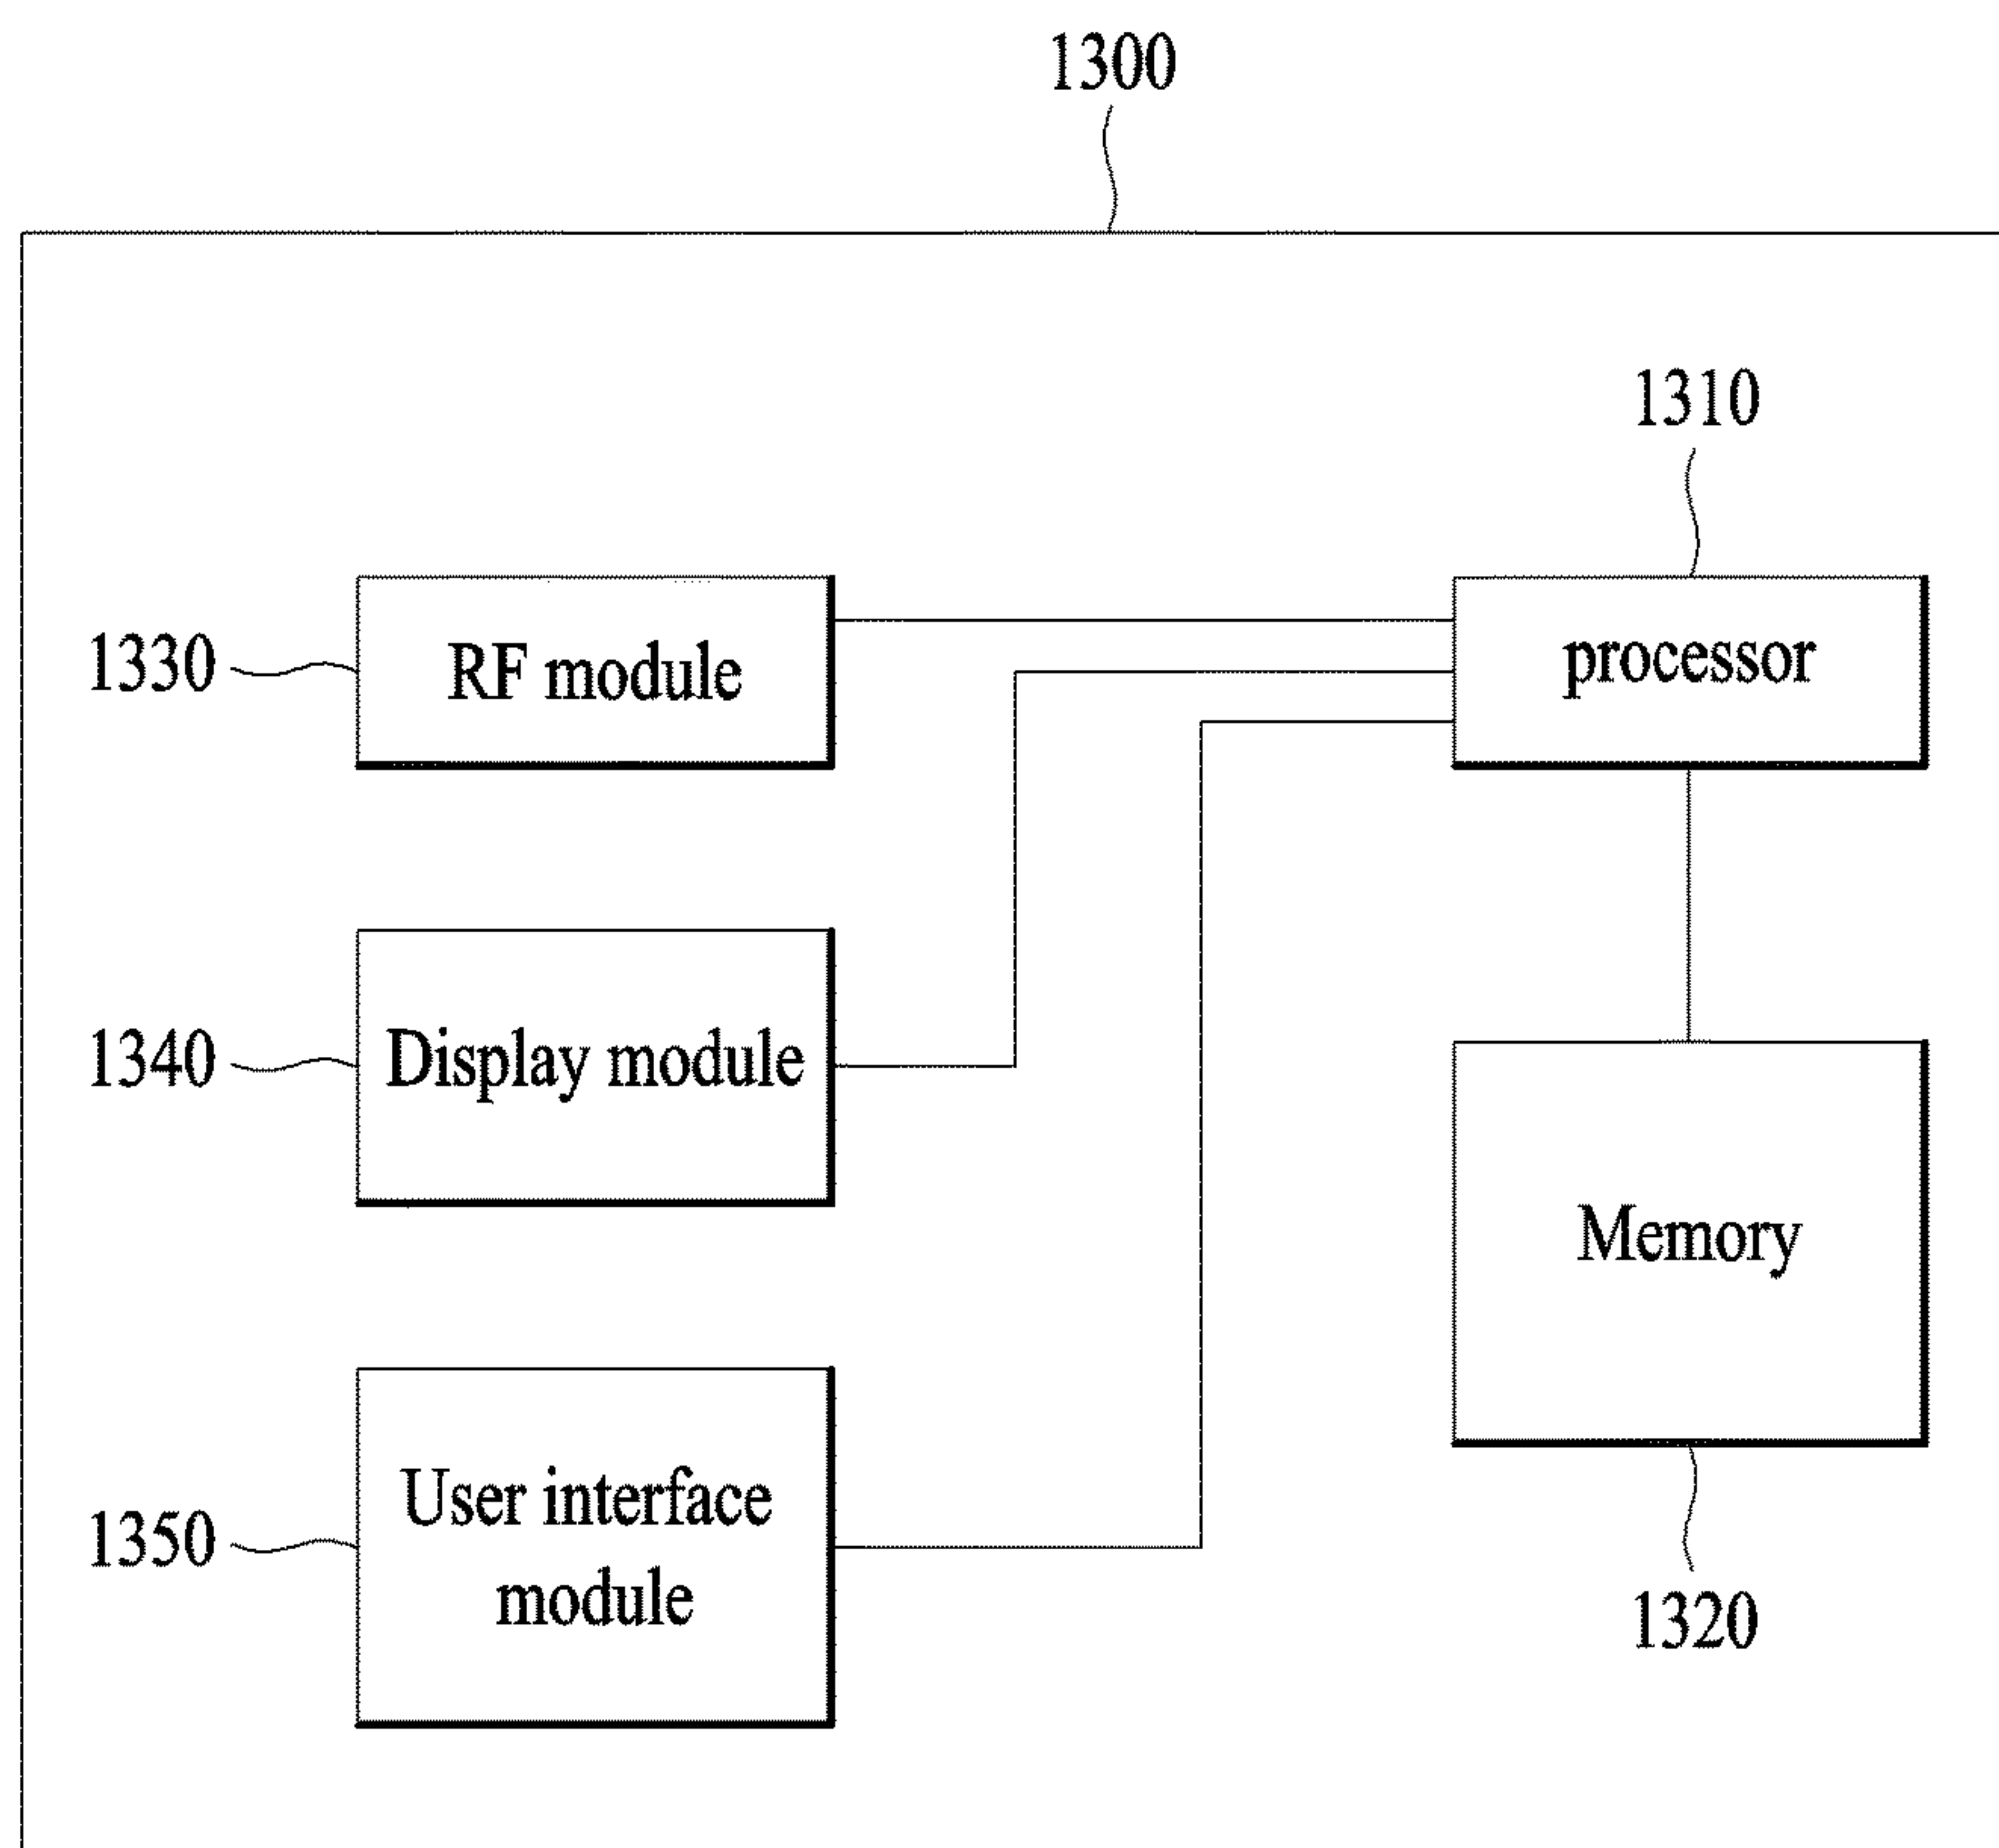 1300
1310
1330
RF module
processor
1340
Display module
Memory
1350
User interface
module
1320